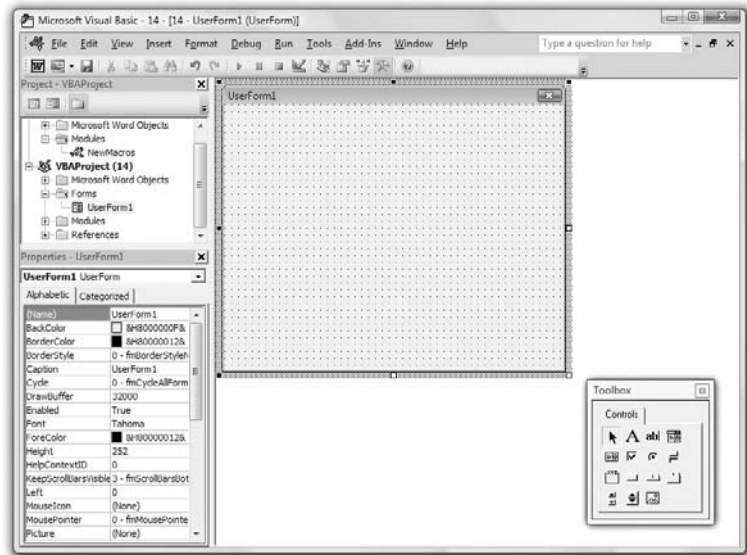 Microsoft Visual Basic - 14 - [14 - UserForm1 (UserForm)]
File Edit View Insert Format Debug Run Tools Add-Ins Window Help
Type a question for help
Project - VBAProject
Microsoft Word Objects
Modules
NewMacros
VBAProject (14)
Microsoft Word Objects
Forms
UserForm1
Modules
References
Properties - UserForm1
UserForm1 UserForm
Alphabetic Categorized
(Name) UserForm1
BackColor &H8000000F&
BorderColor &H80000012&
BorderStyle 0 - fmBorderStyleN
Caption UserForm1
Cycle 0 - fmCycleAllForm
DrawBuffer 32000
Enabled True
Font Tahoma
ForeColor &H80000012&
Height 252
HelpContextID 0
KeepScrollBarsVisible 3 - fmScrollBarsBot
Left 0
MouseIcon (None)
MousePointer 0 - fmMousePointe
Picture (None)
UserForm1
Toolbox
Controls
A ab